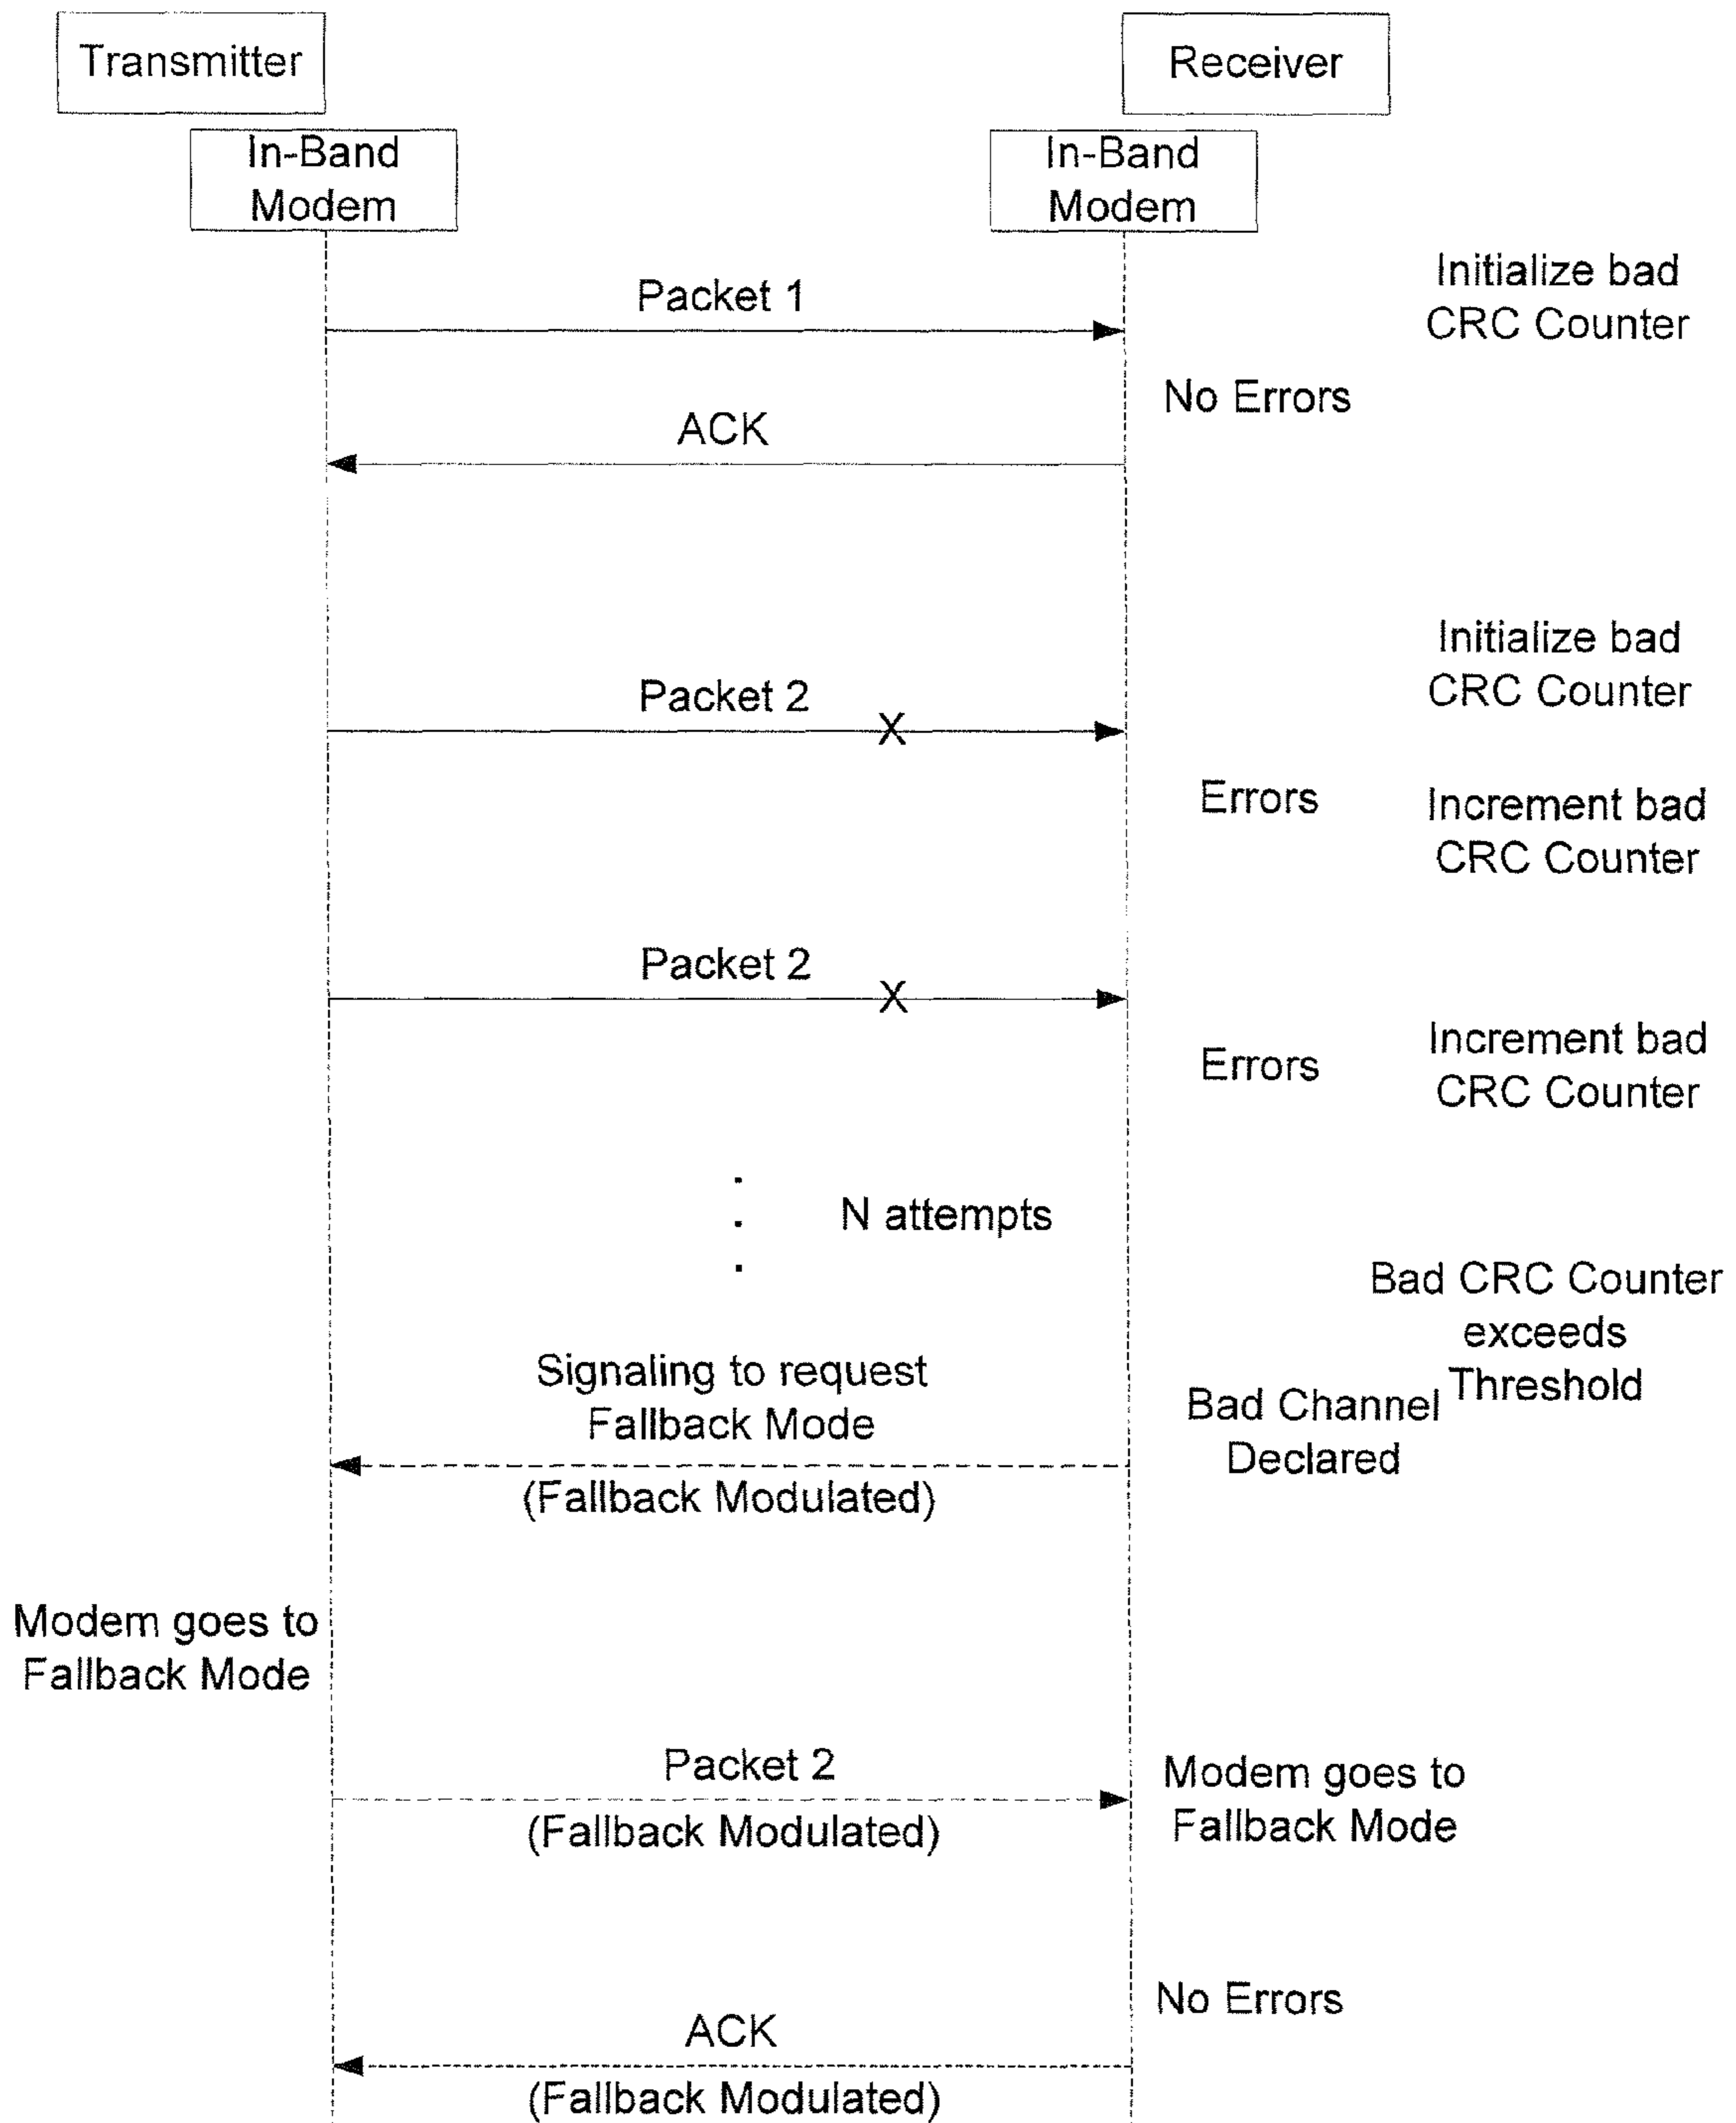 Transmitter
Receiver
In-Band
Modem
In-Band
Modem
Packet 1
Initialize bad
CRC Counter
No Errors
ACK
Initialize bad
CRC Counter
Packet 2
X
Errors
Increment bad
CRC Counter
Packet 2
X
Errors
Increment bad
CRC Counter
N attempts
Bad CRC Counter
exceeds
Threshold
Signaling to request
Fallback Mode
(Fallback Modulated)
Bad Channel
Declared
Modem goes to
Fallback Mode
Packet 2
(Fallback Modulated)
Modem goes to
Fallback Mode
No Errors
ACK
(Fallback Modulated)